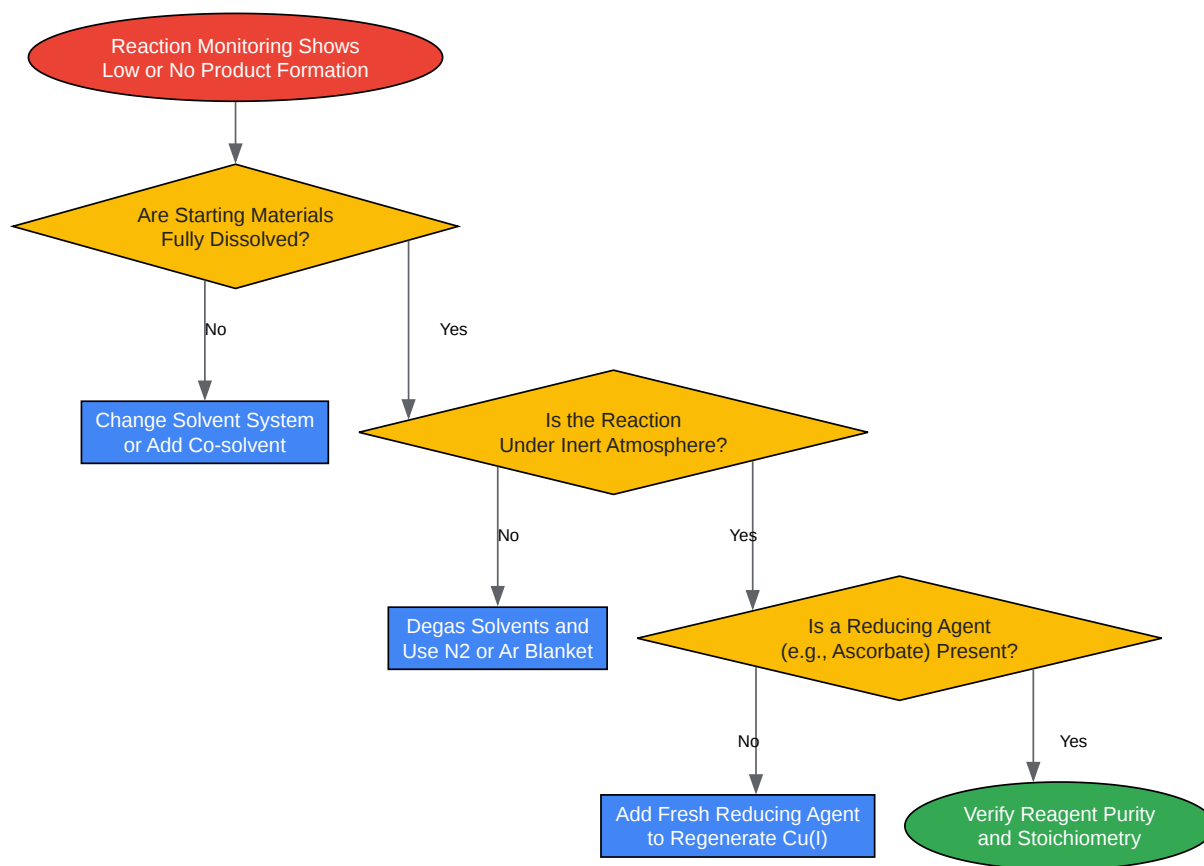 Reaction Monitoring Shows
Low or No Product Formation
Are Starting Materials
Fully Dissolved?
No
Yes
Change Solvent System
or Add Co-solvent
Is the Reaction
Under Inert Atmosphere?
No
Yes
Degas Solvents and
Use N2 or Ar Blanket
Is a Reducing Agent
(e.g., Ascorbate) Present?
No
Yes
Add Fresh Reducing Agent
to Regenerate Cu(I)
Verify Reagent Purity
and Stoichiometry